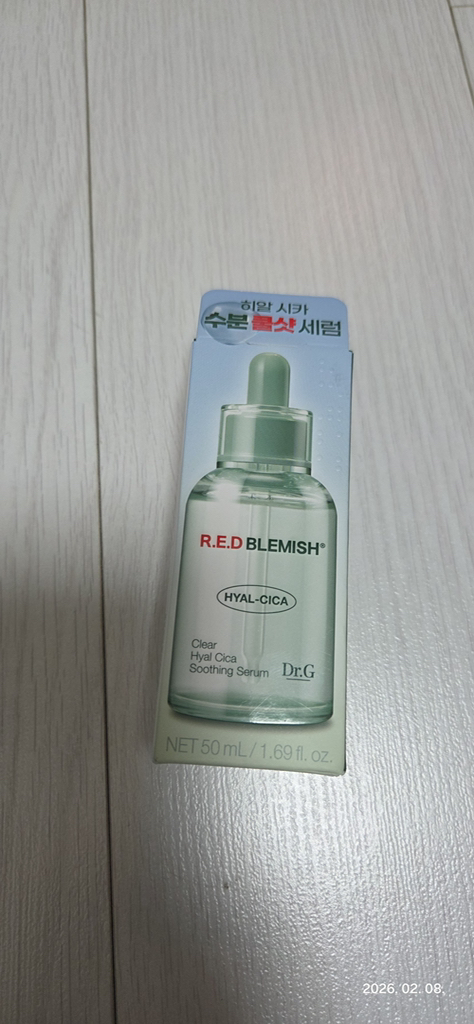 히알 시카
수분 쿨샷 세럼
R.E.D BLEMISH®
HYAL-CICA
Clear
Hyal Cica
Soothing Serum
Dr.G
NET 50 mL / 1.69 fl. oz.
2026. 02. 08.